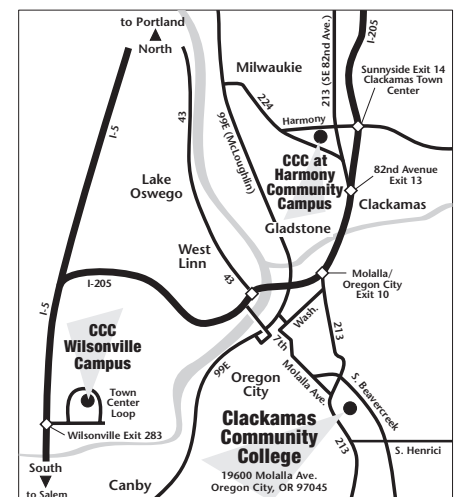 to Portland
North
I-205
213 (SE 82nd Ave.)
Milwaukie
Sunnyside Exit 14
Clackamas Town
Center
224
Harmony
I-5
43
99E (McLoughlin)
CCC at
Harmony
Community
Campus
82nd Avenue
Exit 13
Clackamas
Lake
Oswego
Gladstone
West
Linn
43
Molalla/
Oregon City
Exit 10
I-205
I-5
CCC
Wilsonville
Campus
Wash.
213
7th
99E
Oregon
City
Molalla Ave.
S. Beavercreek
Town
Center
Loop
Clackamas
Community
College
Wilsonville Exit 283
213
S. Henrici
South
to Salem
Canby
19600 Molalla Ave.
Oregon City, OR 97045